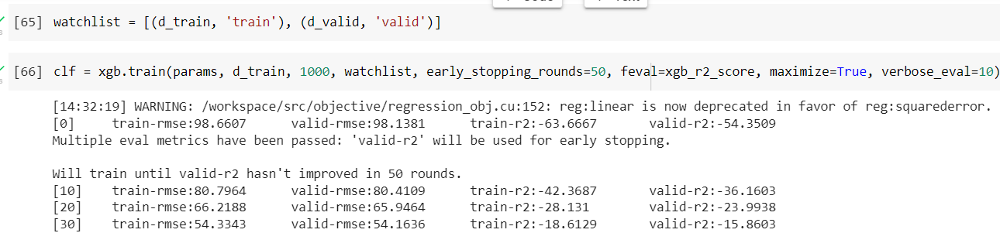 [65] watchlist = [(d_train, 'train'), (d_valid, 'valid')]
[66] clf = xgb.train(params, d_train, 1000, watchlist, early_stopping_rounds=50, feval=xgb_r2_score, maximize=True, verbose_eval=10)
[14:32:19] WARNING: /workspace/src/objective/regression_obj.cu:152: reg:linear is now deprecated in favor of reg:squarederror.
[0] train-rmse:98.6607 valid-rmse:98.1381 train-r2:-63.6667 valid-r2:-54.3509
Multiple eval metrics have been passed: 'valid-r2' will be used for early stopping.
Will train until valid-r2 hasn't improved in 50 rounds.
[10] train-rmse:80.7964 valid-rmse:80.4109 train-r2:-42.3687 valid-r2:-36.1603
[20] train-rmse:66.2188 valid-rmse:65.9464 train-r2:-28.131 valid-r2:-23.9938
[30] train-rmse:54.3343 valid-rmse:54.1636 train-r2:-18.6129 valid-r2:-15.8603